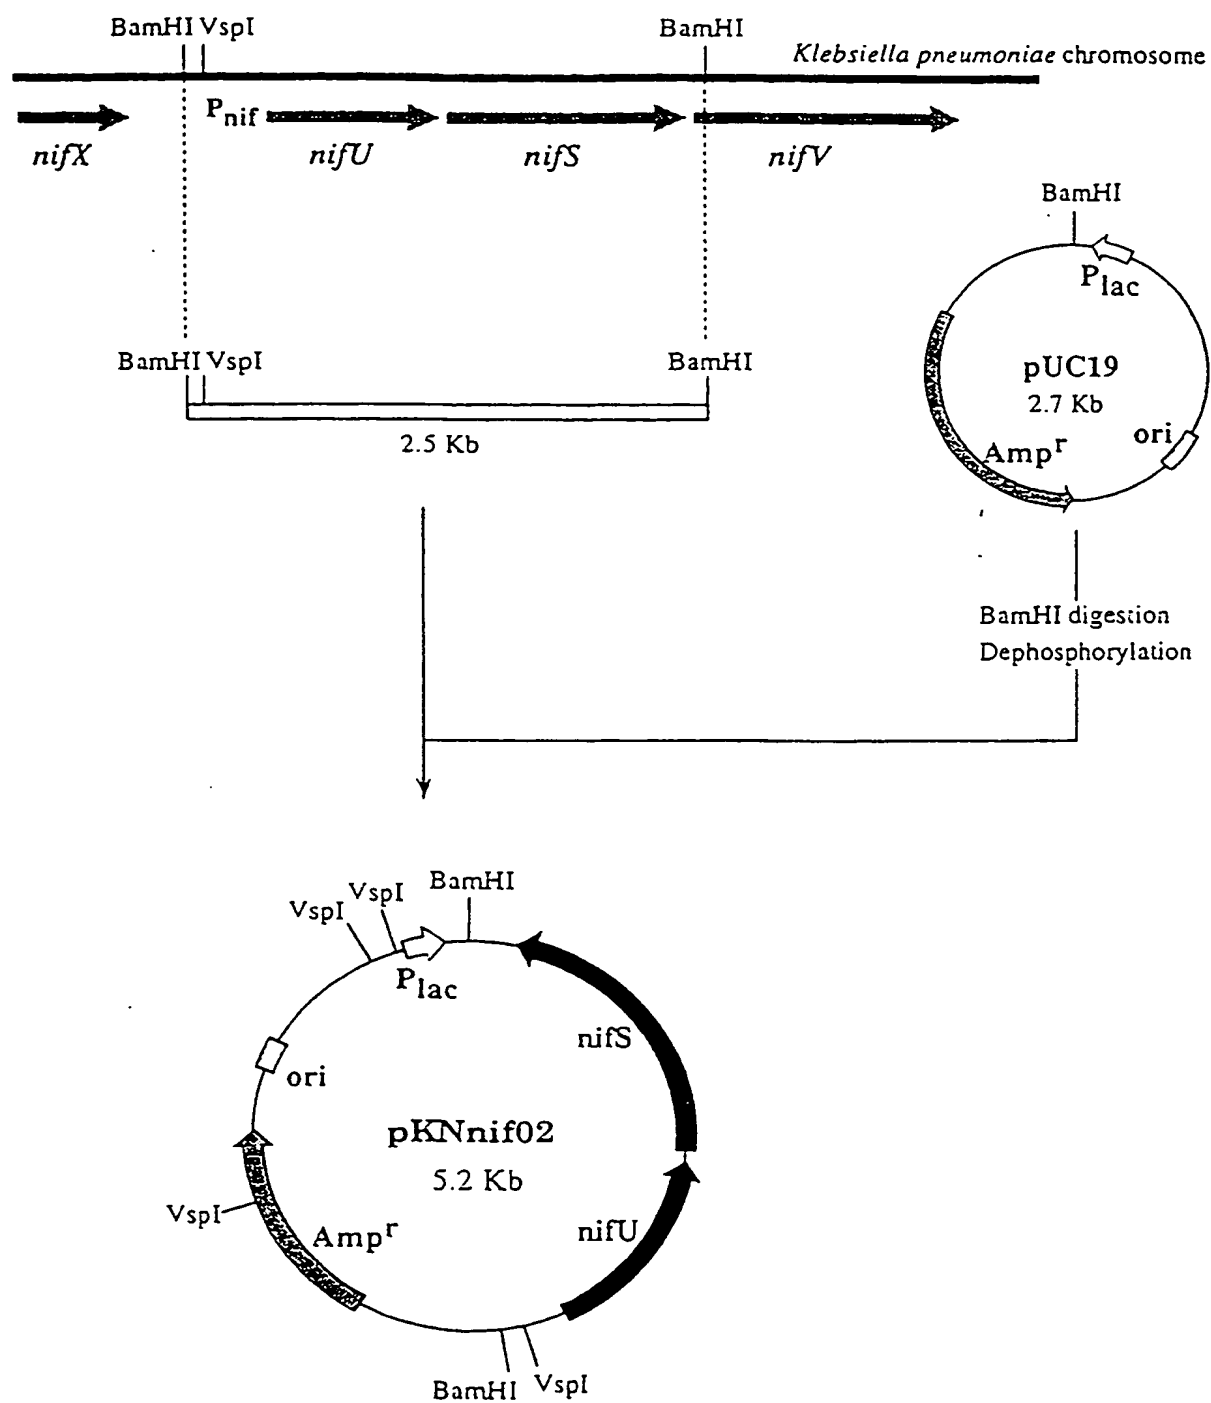 BamHI VspI BamHI
Klebsiella pneumoniae chromosome
Pnif
nifX nifU nifS nifV
BamHI
Plac
BamHI VspI BamHI
pUC19
2.7 Kb
2.5 Kb
ori
Ampr
BamHI digestion
Dephosphorylation
VspI VspI BamHI
Plac
nifS
ori
pKNnif02
5.2 Kb
VspI
Ampr
nifU
BamHI VspI